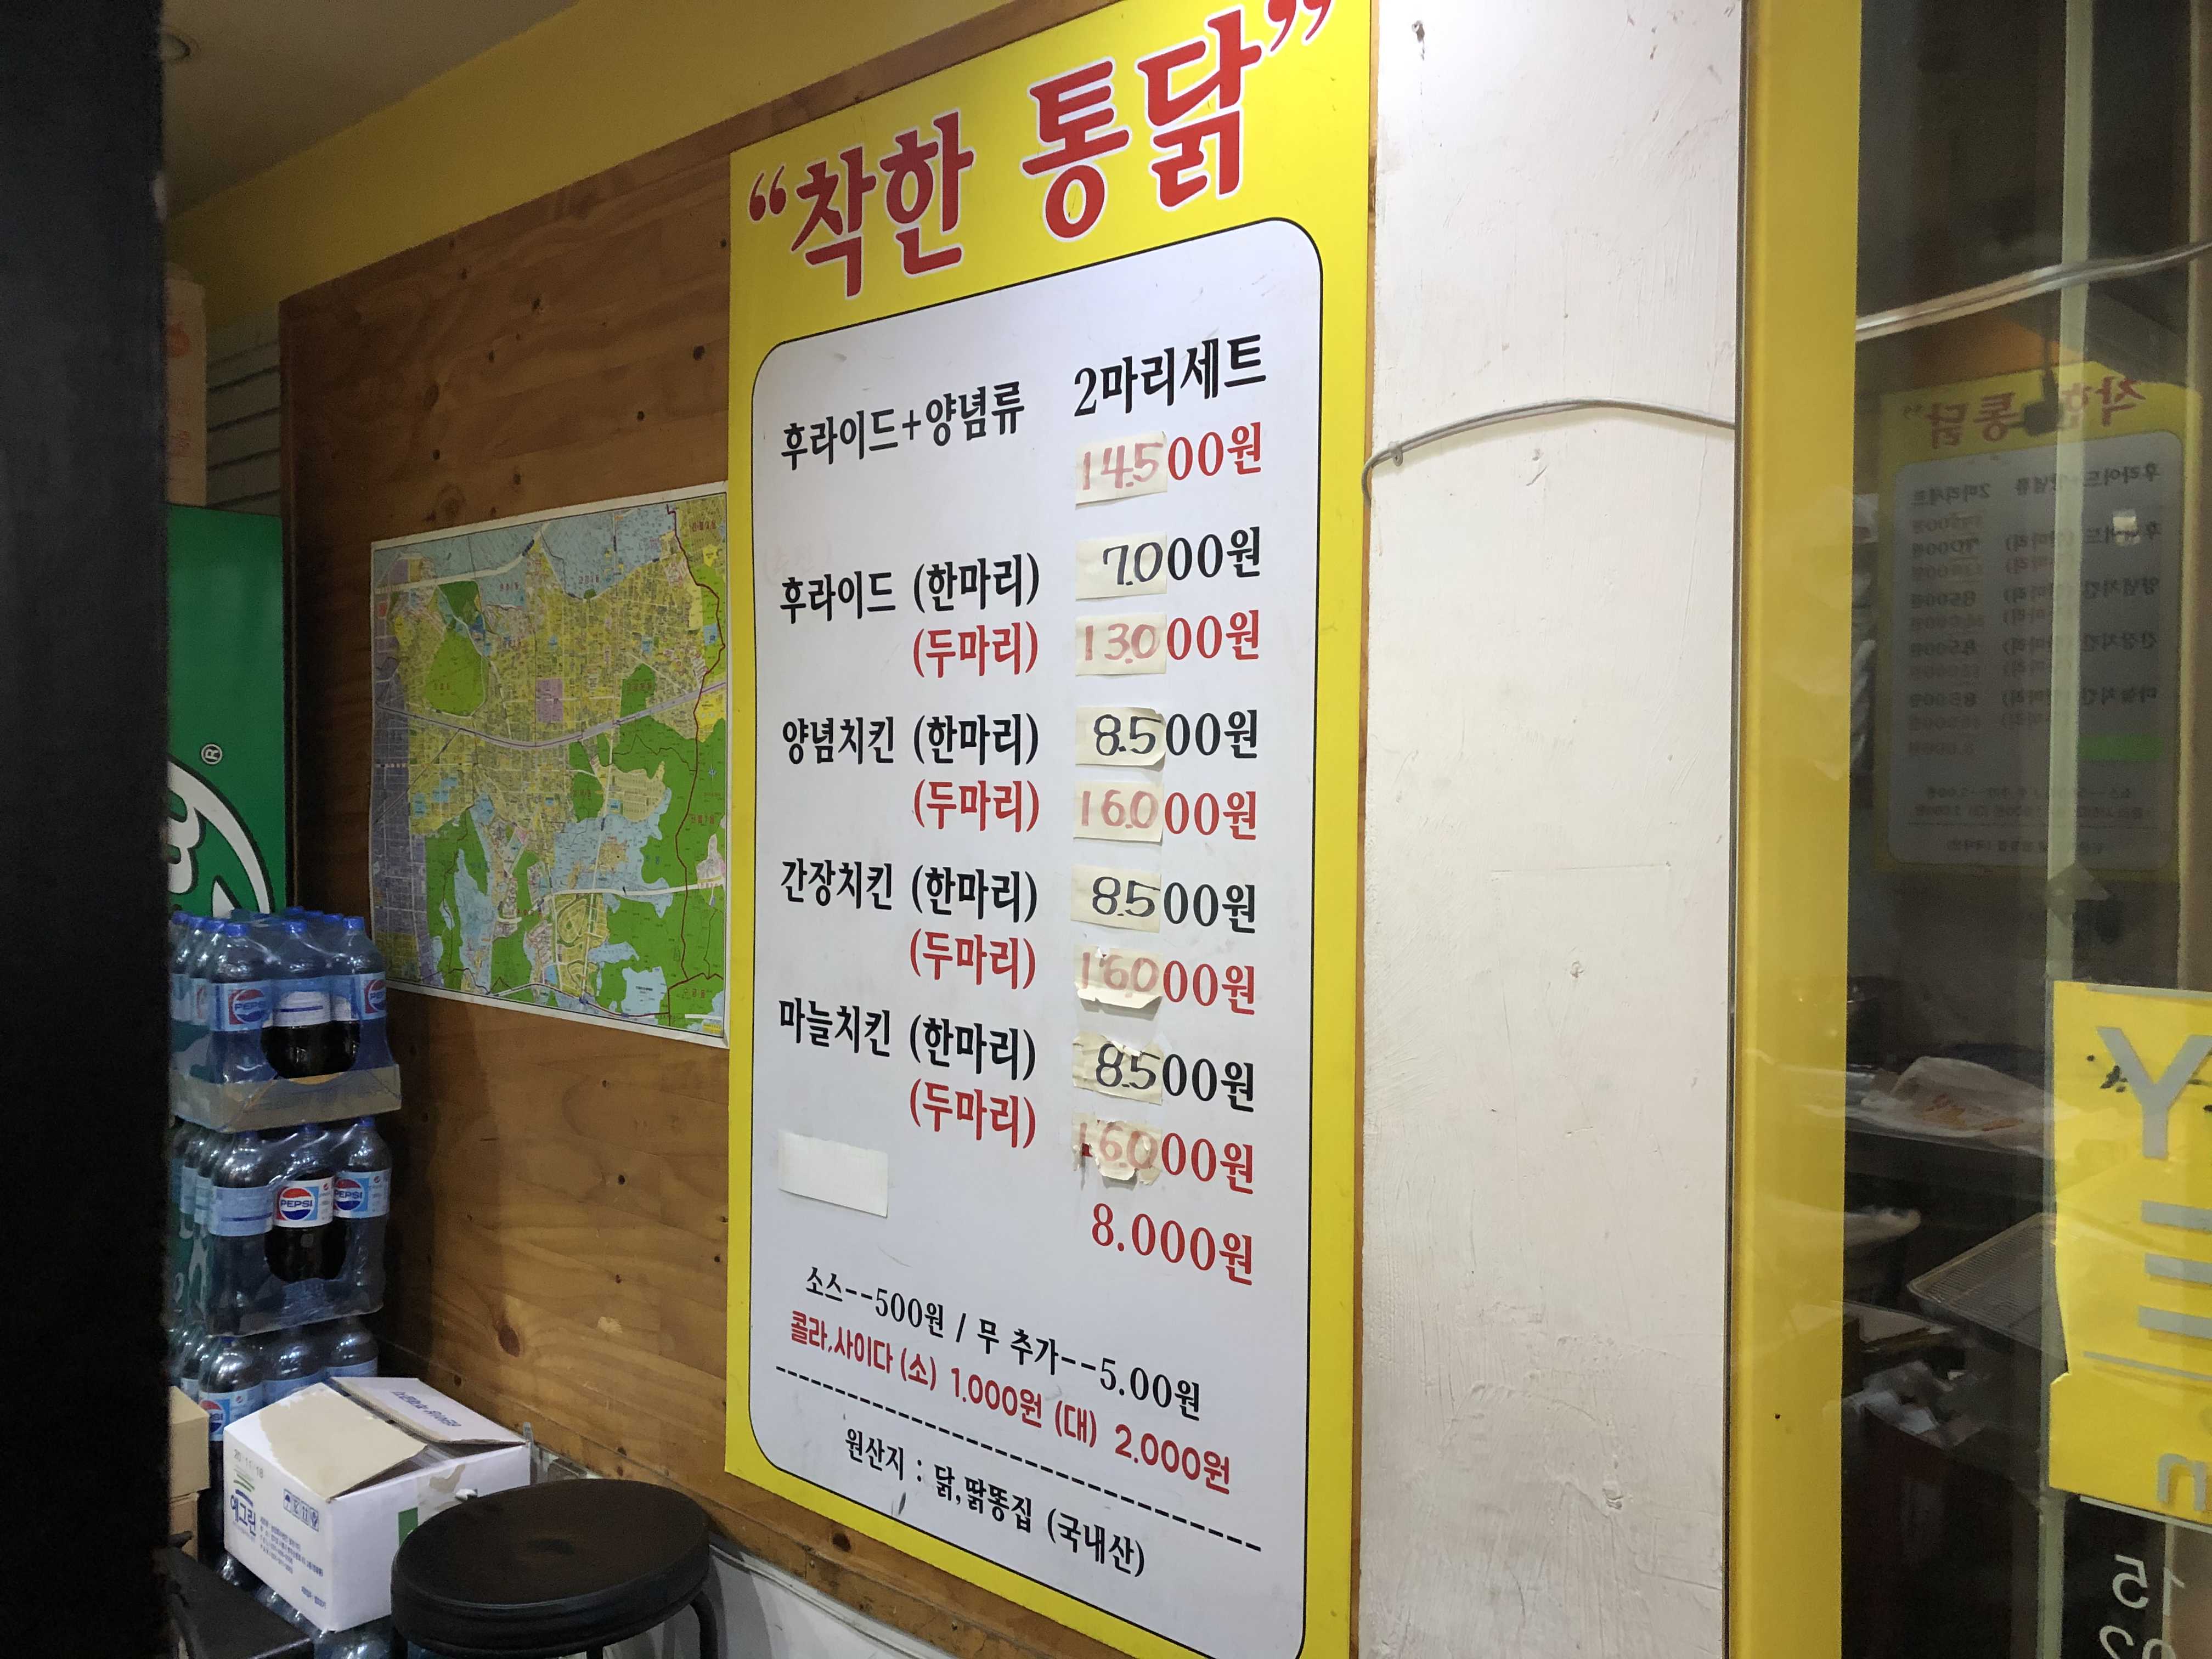 “착한 통닭”
후라이드+양념류 2마리세트
14.500원
후라이드 (한마리) 7.000원
(두마리) 13.000원
양념치킨 (한마리) 8.500원
(두마리) 16.000원
간장치킨 (한마리) 8.500원
(두마리) 16.000원
마늘치킨 (한마리) 8.500원
(두마리) 16.000원
8.000원
소스--500원 / 무 추가--5.00원
콜라,사이다 (소) 1.000원 (대) 2.000원
원산지 : 닭,닭똥집 (국내산)
PEPSI
PEPSI
PEPSI
예그린